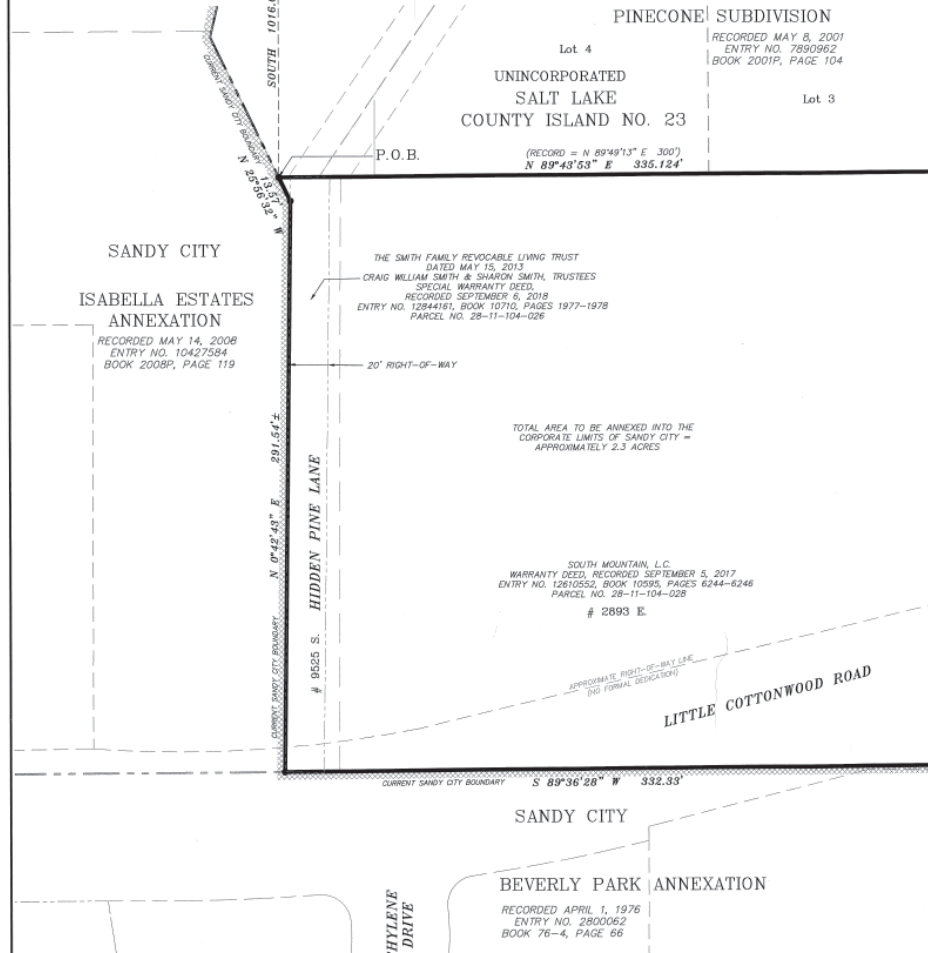 PINECONE SUBDIVISION
RECORDED MAY 8, 2001
ENTRY NO. 7890962
BOOK 2001P, PAGE 104
Lot 4
Lot 3
UNINCORPORATED
SALT LAKE
COUNTY ISLAND NO. 23
SOUTH 1016.
CURRENT SANDY CITY BOUNDARY
P.O.B.
(RECORD = N 89°49'13" E 300')
N 89°43'53" E 335.124'
13.57'
N 25°56'32" W
SANDY CITY
ISABELLA ESTATES
ANNEXATION
RECORDED MAY 14, 2008
ENTRY NO. 10427584
BOOK 2008P, PAGE 119
THE SMITH FAMILY REVOCABLE LIVING TRUST
DATED MAY 15, 2013
CRAIG WILLIAM SMITH & SHARON SMITH, TRUSTEES
SPECIAL WARRANTY DEED,
RECORDED SEPTEMBER 6, 2018
ENTRY NO. 12844161, BOOK 10710, PAGES 1977-1978
PARCEL NO. 28-11-104-026
20' RIGHT-OF-WAY
TOTAL AREA TO BE ANNEXED INTO THE
CORPORATE LIMITS OF SANDY CITY =
APPROXIMATELY 2.3 ACRES
N 0°42'43" E 291.54'±
# 9525 S. HIDDEN PINE LANE
CURRENT SANDY CITY BOUNDARY
SOUTH MOUNTAIN, L.C.
WARRANTY DEED, RECORDED SEPTEMBER 5, 2017
ENTRY NO. 12610552, BOOK 10595, PAGES 6244-6246
PARCEL NO. 28-11-104-028
# 2893 E.
APPROXIMATE RIGHT-OF-WAY LINE
(NO FORMAL DEDICATION)
LITTLE COTTONWOOD ROAD
CURRENT SANDY CITY BOUNDARY S 89°36'28" W 332.33'
SANDY CITY
BEVERLY PARK ANNEXATION
RECORDED APRIL 1, 1976
ENTRY NO. 2800062
BOOK 76-4, PAGE 66
HYLENE
DRIVE